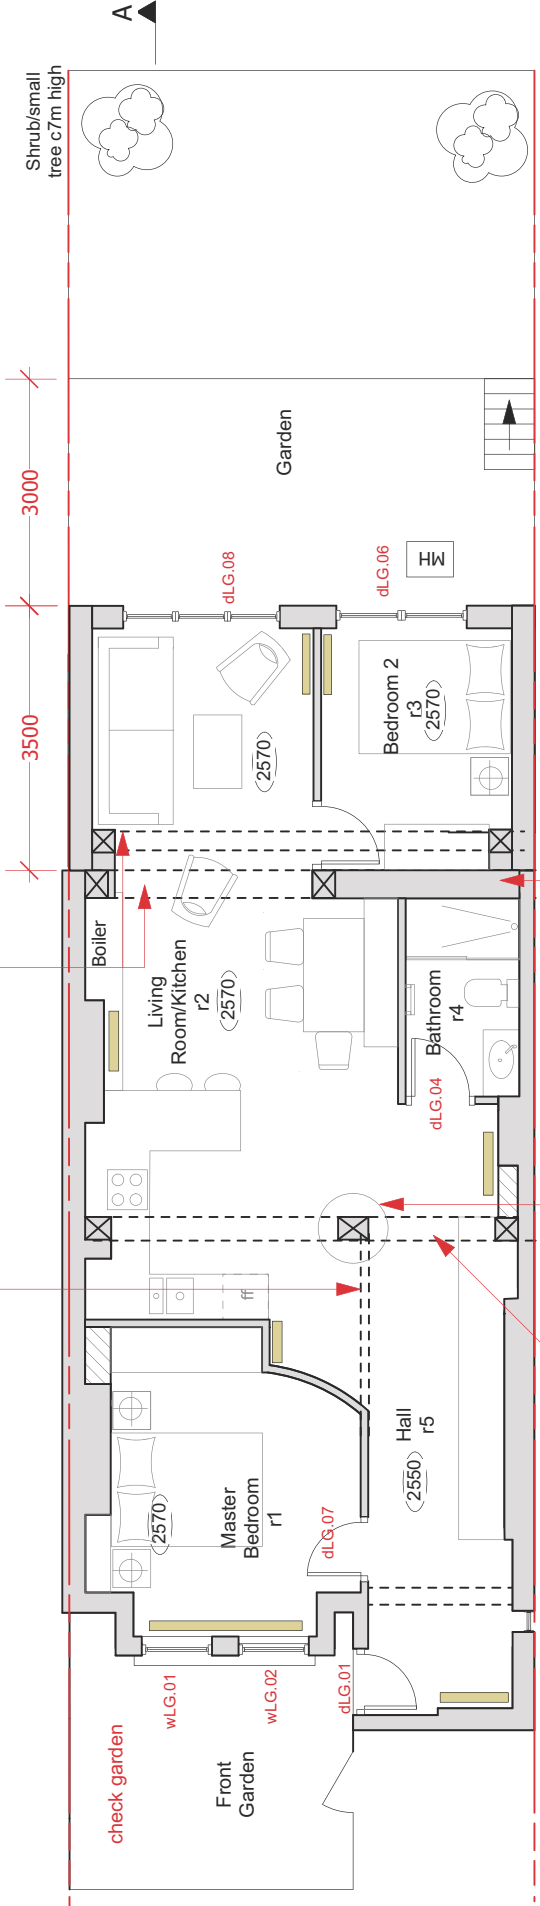 A
Shrub/small
tree c7m high
3000
Garden
dLG.08
dLG.06
MH
3500
2570
Bedroom 2
r3
2570
Boiler
Living
Room/Kitchen
r2
2570
Bathroom
r4
dLG.04
ff
Hall
r5
2550
2570
Master
Bedroom
r1
dLG.07
wLG.01
wLG.02
dLG.01
check garden
Front
Garden